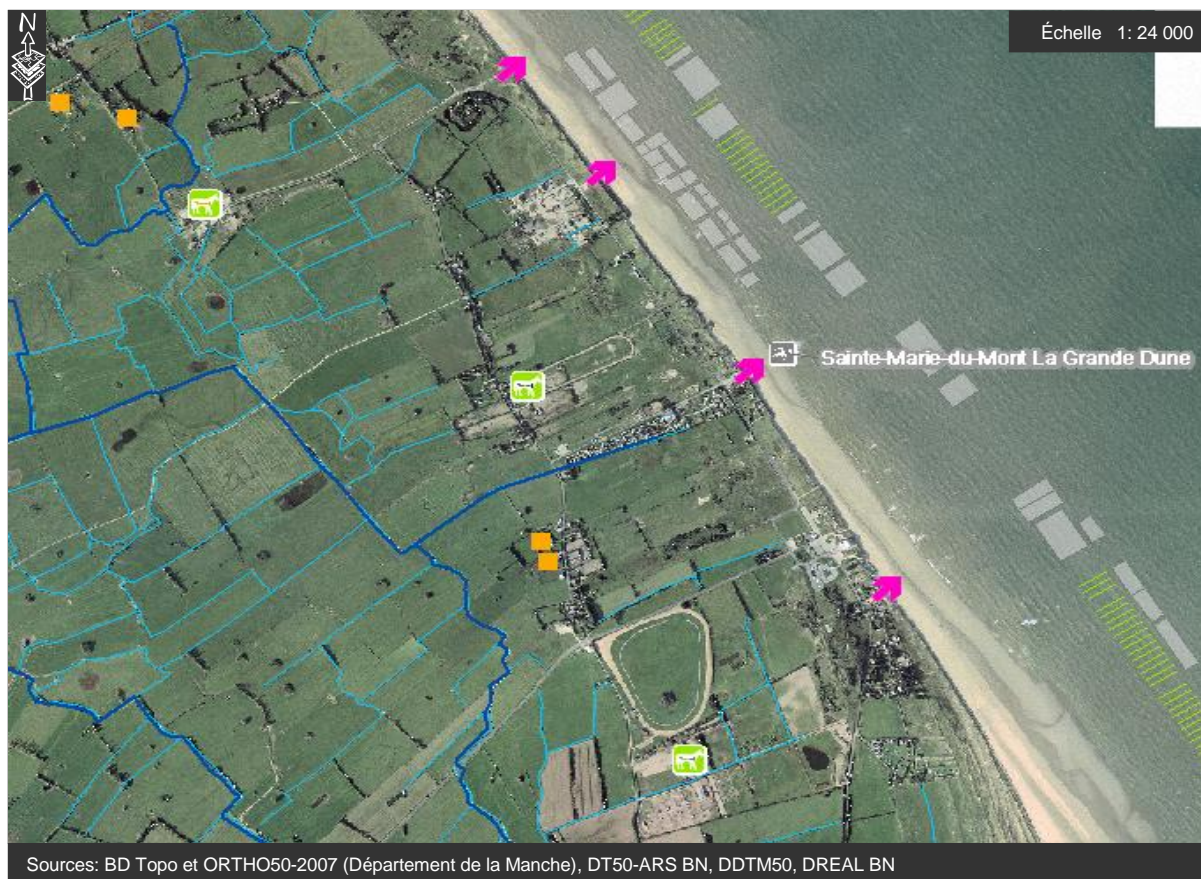 N
Échelle 1: 24 000
Sainte-Marie-du-Mont La Grande Dune
Sources: BD Topo et ORTHO50-2007 (Département de la Manche), DT50-ARS BN, DDTM50, DREAL BN